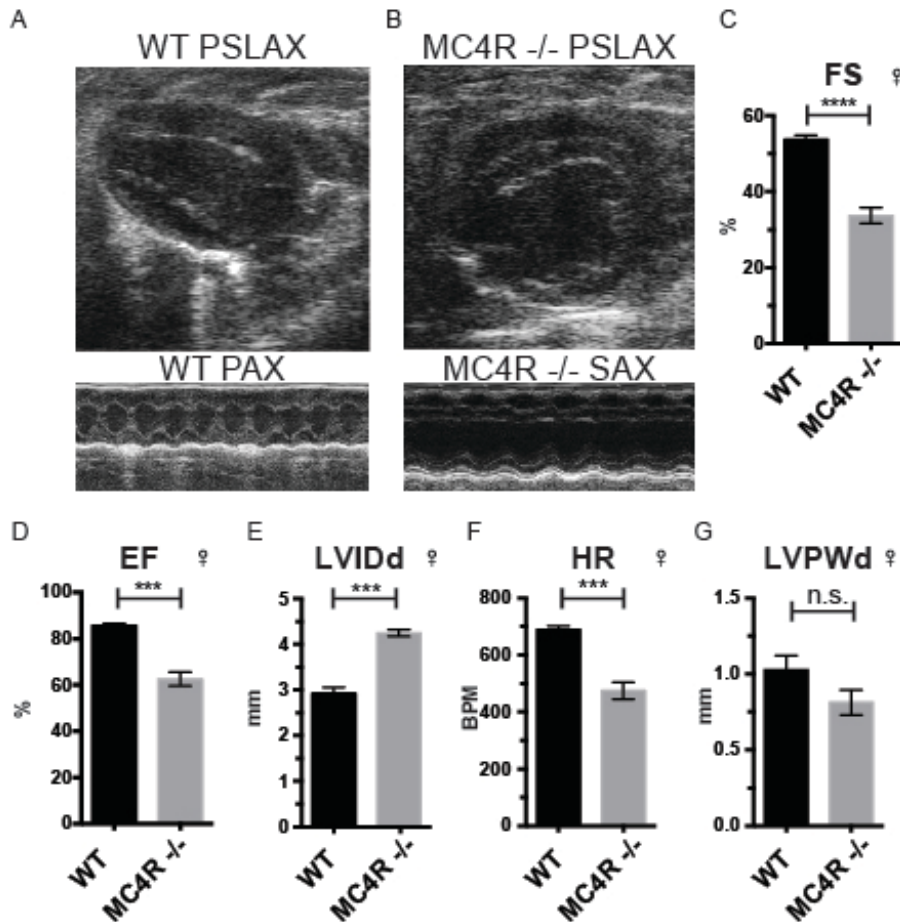 A
WT PSLAX
B
MC4R -/- PSLAX
WT PAX
MC4R -/- SAX
C
FS ♀
****
60
40
20
0
%
WT
MC4R -/-
D
EF ♀
***
100
80
60
40
20
0
%
WT
MC4R -/-
E
LVIDd ♀
***
5
4
3
2
1
0
mm
WT
MC4R -/-
F
HR ♀
***
800
600
400
200
0
BPM
WT
MC4R -/-
G
LVPWd ♀
n.s.
1.5
1.0
0.5
0.0
mm
WT
MC4R -/-